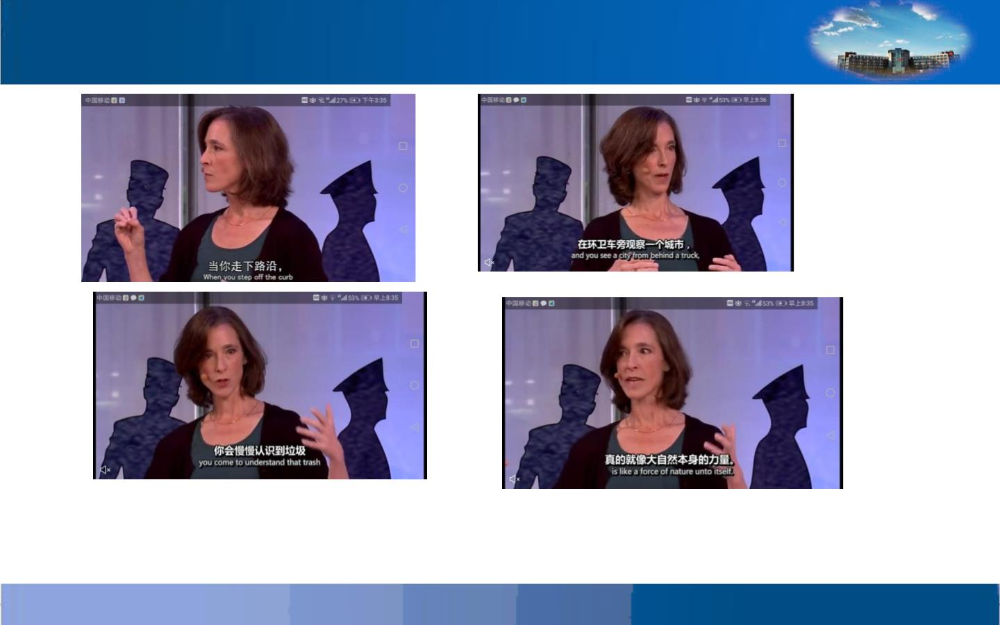 中国移动 27% 下午3:35
当你走下路沿，
When you step off the curb
中国移动 53% 早上8:36
在环卫车旁观察一个城市，
and you see a city from behind a truck,
中国移动 53% 早上8:35
你会慢慢认识到垃圾
you come to understand that trash
中国移动 53% 早上8:35
真的就像大自然本身的力量。
is like a force of nature unto itself.